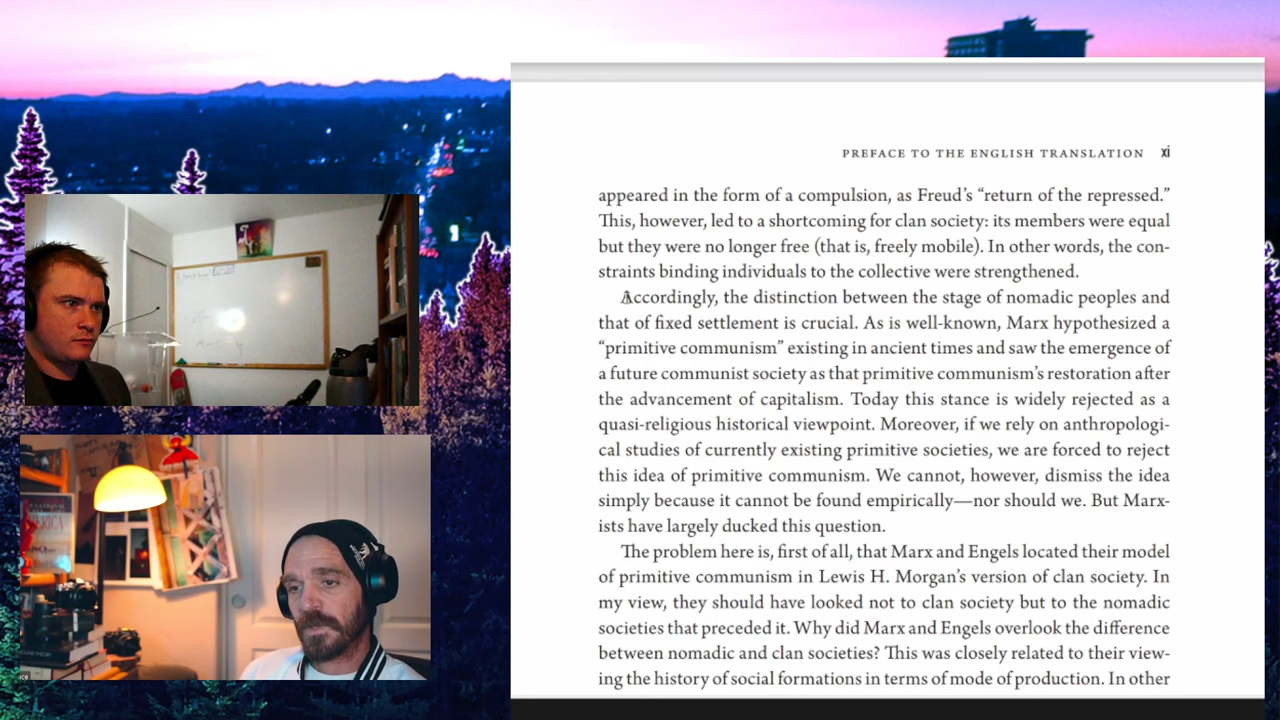 PREFACE TO THE ENGLISH TRANSLATION xi
appeared in the form of a compulsion, as Freud’s “return of the repressed.”
This, however, led to a shortcoming for clan society: its members were equal
but they were no longer free (that is, freely mobile). In other words, the con-
straints binding individuals to the collective were strengthened.
Accordingly, the distinction between the stage of nomadic peoples and
that of fixed settlement is crucial. As is well-known, Marx hypothesized a
“primitive communism” existing in ancient times and saw the emergence of
a future communist society as that primitive communism’s restoration after
the advancement of capitalism. Today this stance is widely rejected as a
quasi-religious historical viewpoint. Moreover, if we rely on anthropologi-
cal studies of currently existing primitive societies, we are forced to reject
this idea of primitive communism. We cannot, however, dismiss the idea
simply because it cannot be found empirically—nor should we. But Marx-
ists have largely ducked this question.
The problem here is, first of all, that Marx and Engels located their model
of primitive communism in Lewis H. Morgan’s version of clan society. In
my view, they should have looked not to clan society but to the nomadic
societies that preceded it. Why did Marx and Engels overlook the difference
between nomadic and clan societies? This was closely related to their view-
ing the history of social formations in terms of mode of production. In other